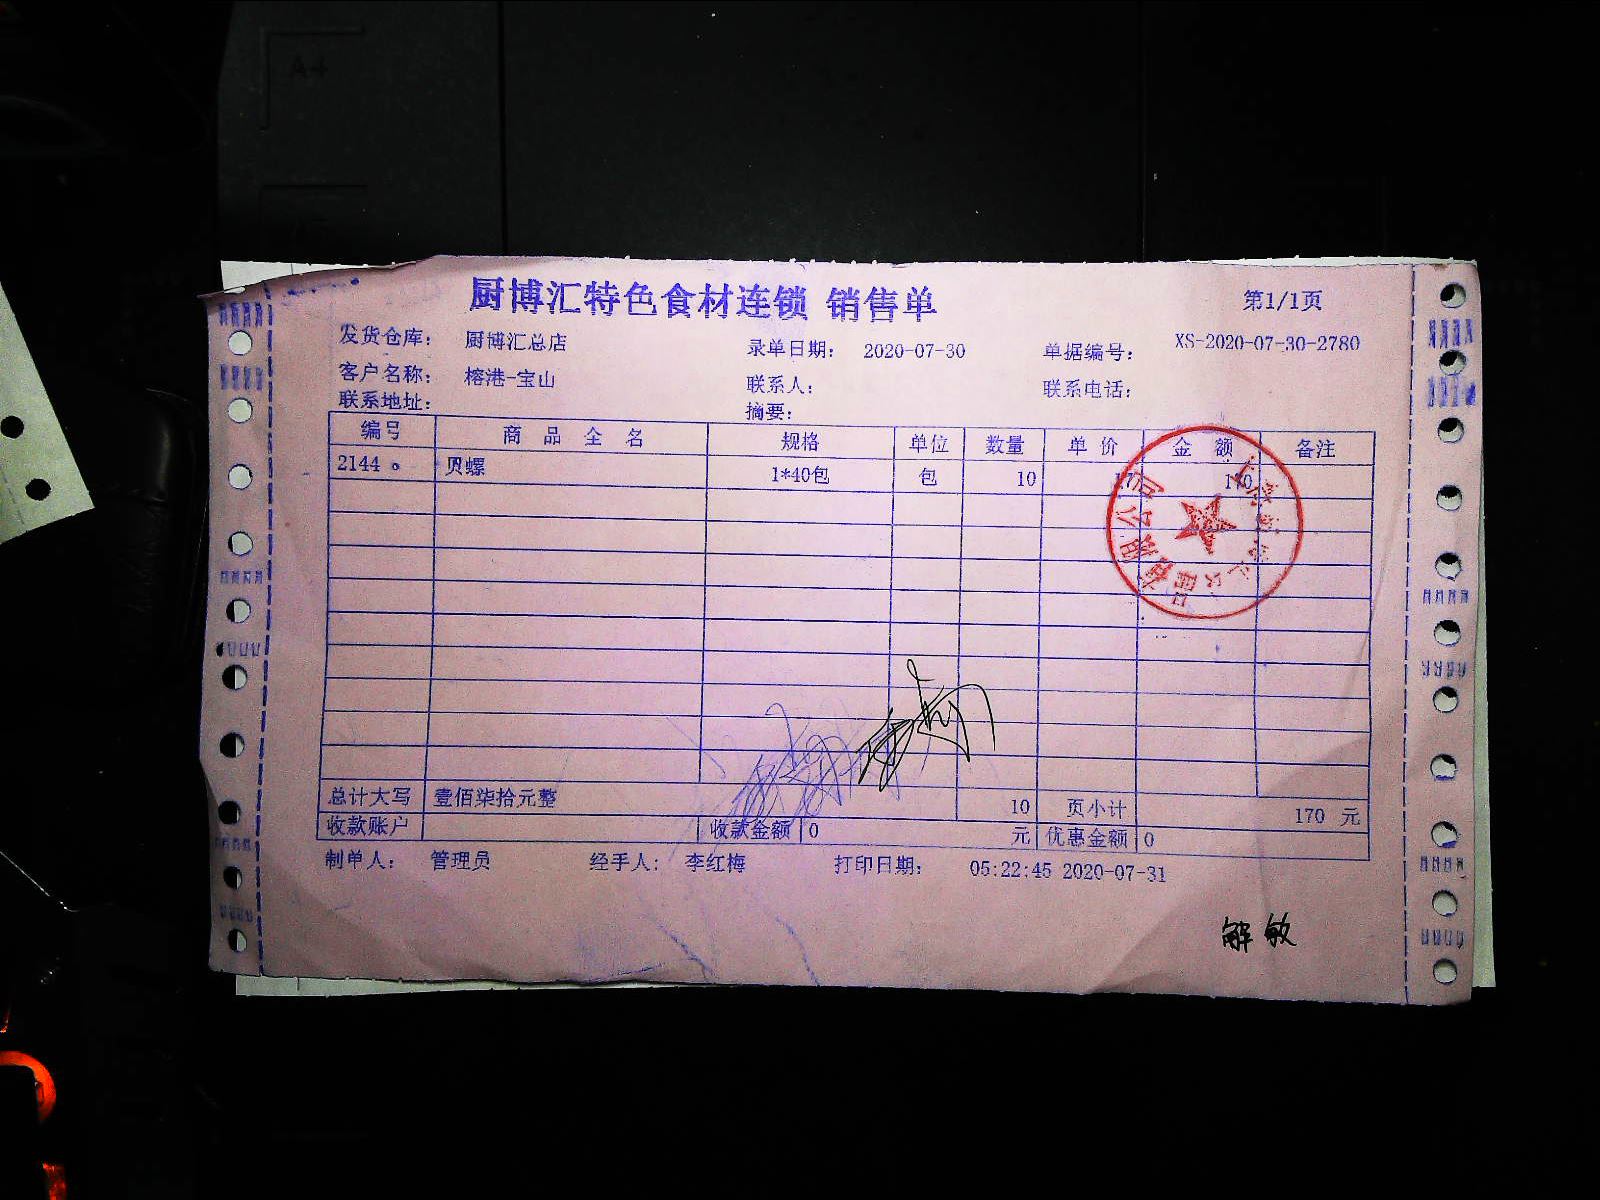 厨博汇特色食材连锁 销售单 第1/1页
发货仓库： 厨博汇总店 录单日期： 2020-07-30 单据编号： XS-2020-07-30-2780
客户名称： 榕港-宝山 联系人： 联系电话：
联系地址： 摘要：
编号 商品全名 规格 单位 数量 单价 金额 备注
2144 。 贝螺 1*40包 包 10 17 170
总计大写 壹佰柒拾元整 10 页小计 170 元
收款账户 收款金额 0 元 优惠金额 0
制单人： 管理员 经手人： 李红梅 打印日期： 05:22:45 2020-07-31
解敏